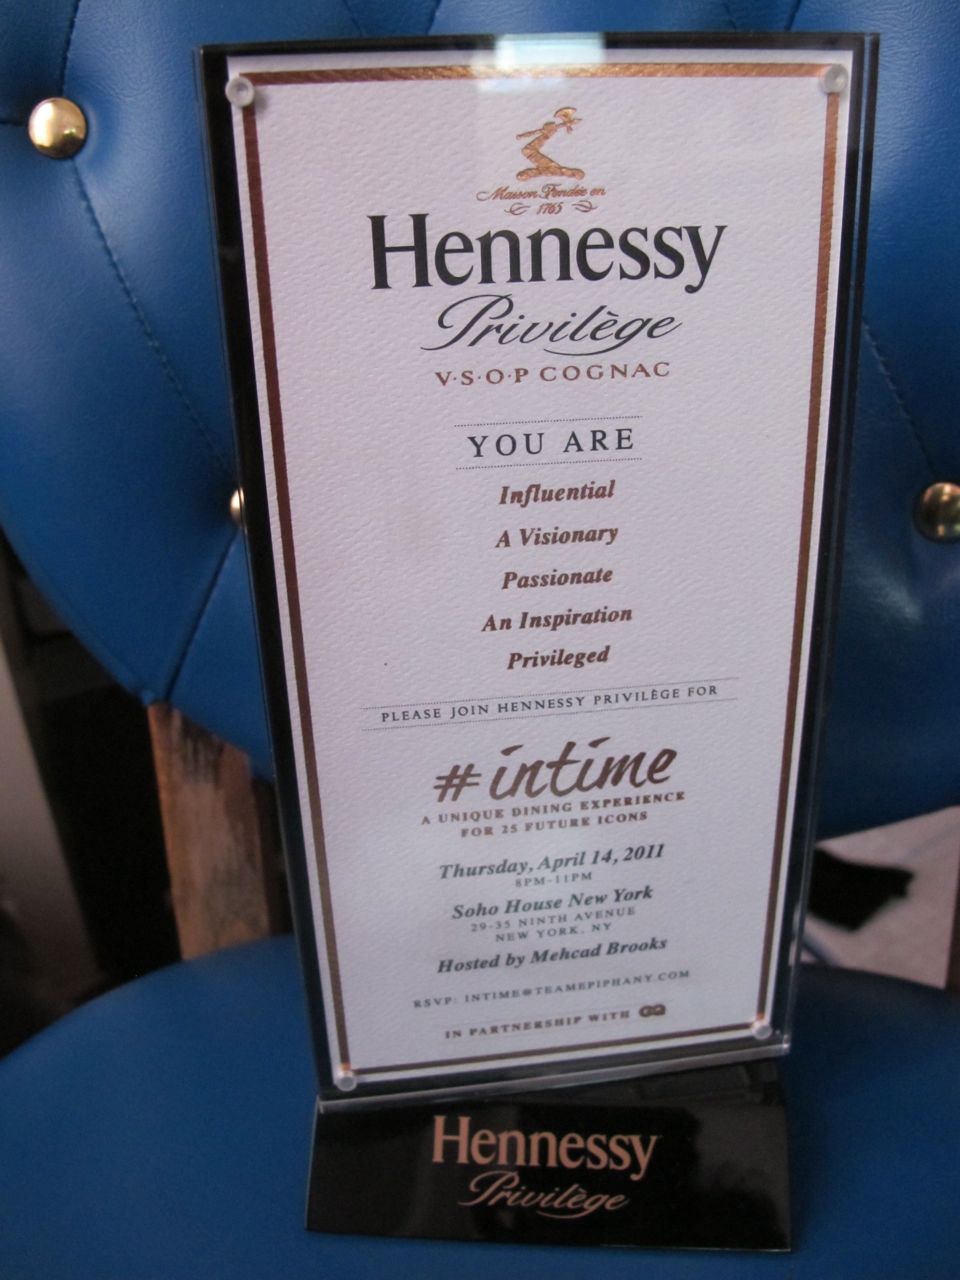 Maison Fondée en
1765
Hennessy
Privilège
V·S·O·P COGNAC
YOU ARE
Influential
A Visionary
Passionate
An Inspiration
Privileged
PLEASE JOIN HENNESSY PRIVILÈGE FOR
#intime
A UNIQUE DINING EXPERIENCE
FOR 25 FUTURE ICONS
Thursday, April 14, 2011
8PM-11PM
Soho House New York
29-35 NINTH AVENUE
NEW YORK, NY
Hosted by Mehcad Brooks
RSVP: INTIME@TEAMEPIPHANY.COM
IN PARTNERSHIP WITH GQ
Hennessy
Privilège